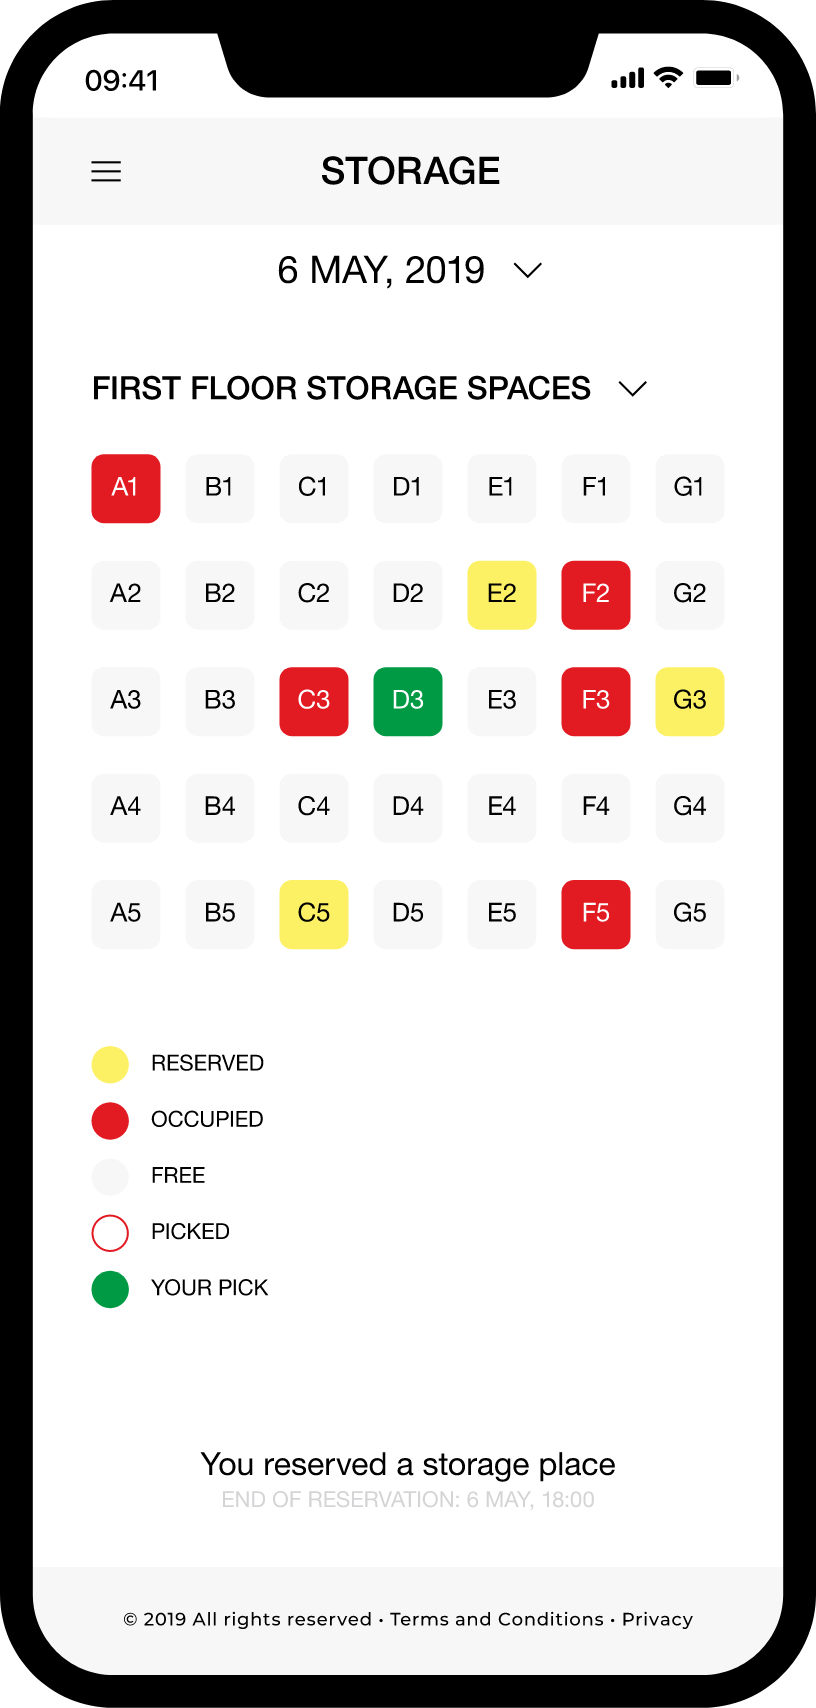 09:41
STORAGE
6 MAY, 2019
FIRST FLOOR STORAGE SPACES
A1 B1 C1 D1 E1 F1 G1
A2 B2 C2 D2 E2 F2 G2
A3 B3 C3 D3 E3 F3 G3
A4 B4 C4 D4 E4 F4 G4
A5 B5 C5 D5 E5 F5 G5
RESERVED
OCCUPIED
FREE
PICKED
YOUR PICK
You reserved a storage place
END OF RESERVATION: 6 MAY, 18:00
© 2019 All rights reserved • Terms and Conditions • Privacy